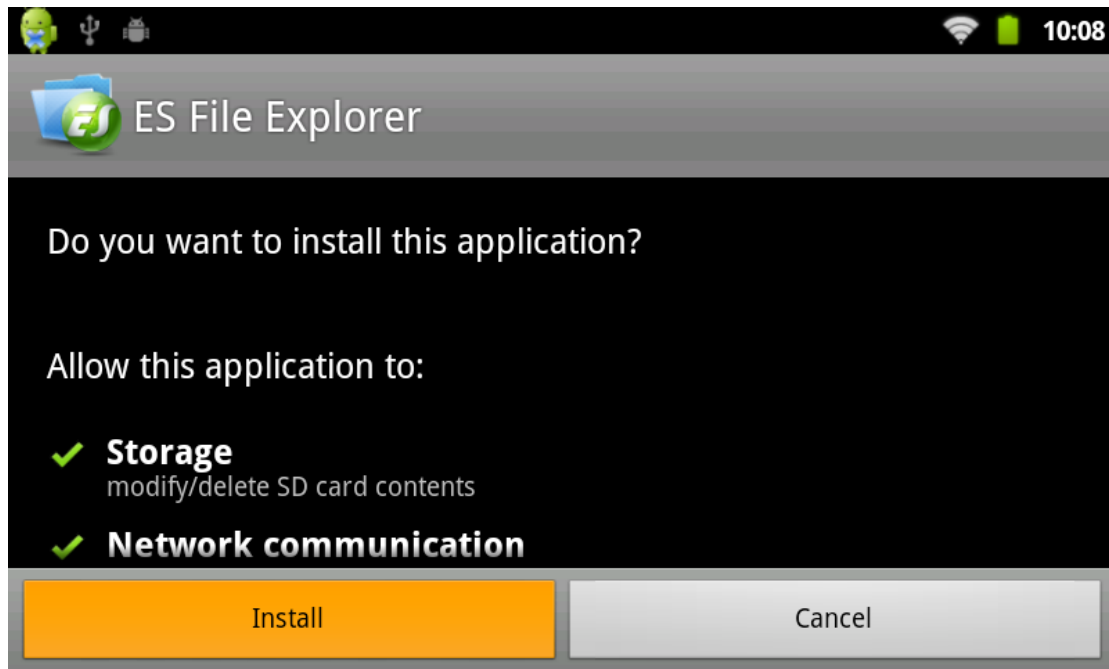 10:08
ES
ES File Explorer
Do you want to install this application?
Allow this application to:
Storage
modify/delete SD card contents
Network communication
Install
Cancel